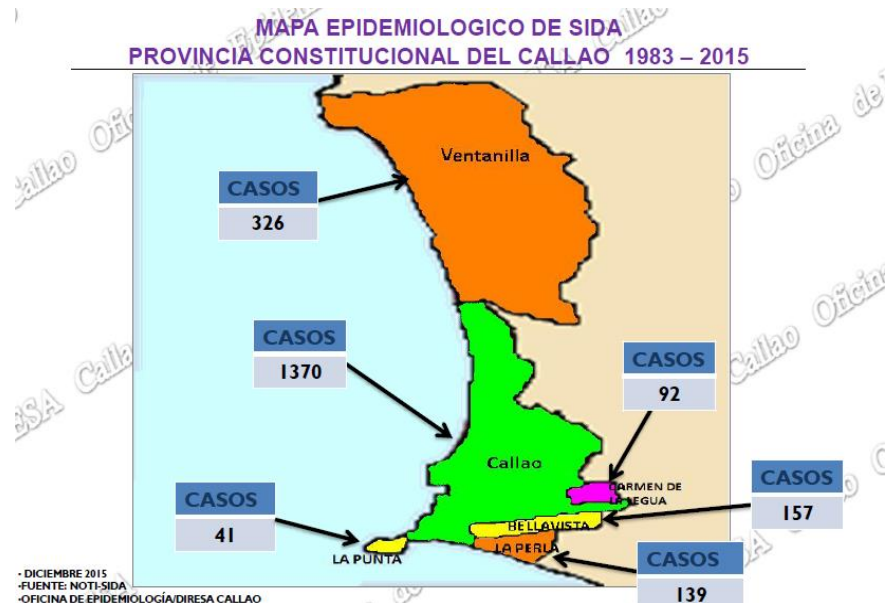 MAPA EPIDEMIOLOGICO DE SIDA
PROVINCIA CONSTITUCIONAL DEL CALLAO 1983 – 2015
Ventanilla
CASOS
326
CASOS
1370
CASOS
92
Callao
CARMEN DE
LA LEGUA
CASOS
157
CASOS
41
BELLAVISTA
LA PERLA
LA PUNTA
CASOS
139
• DICIEMBRE 2015
•FUENTE: NOTI-SIDA
•OFICINA DE EPIDEMIOLOGÍA/DIRESA CALLAO